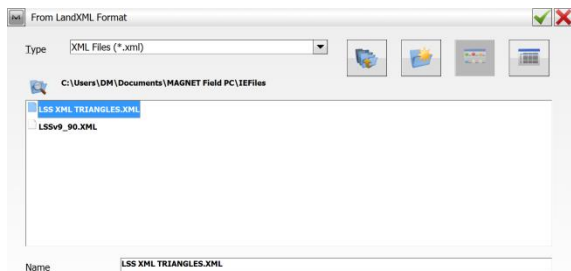 From LandXML Format
Type XML Files (*.xml)
C:\Users\DM\Documents\MAGNET Field PC\IEFiles
LSS XML TRIANGLES.XML
LSSv9_90.XML
Name LSS XML TRIANGLES.XML